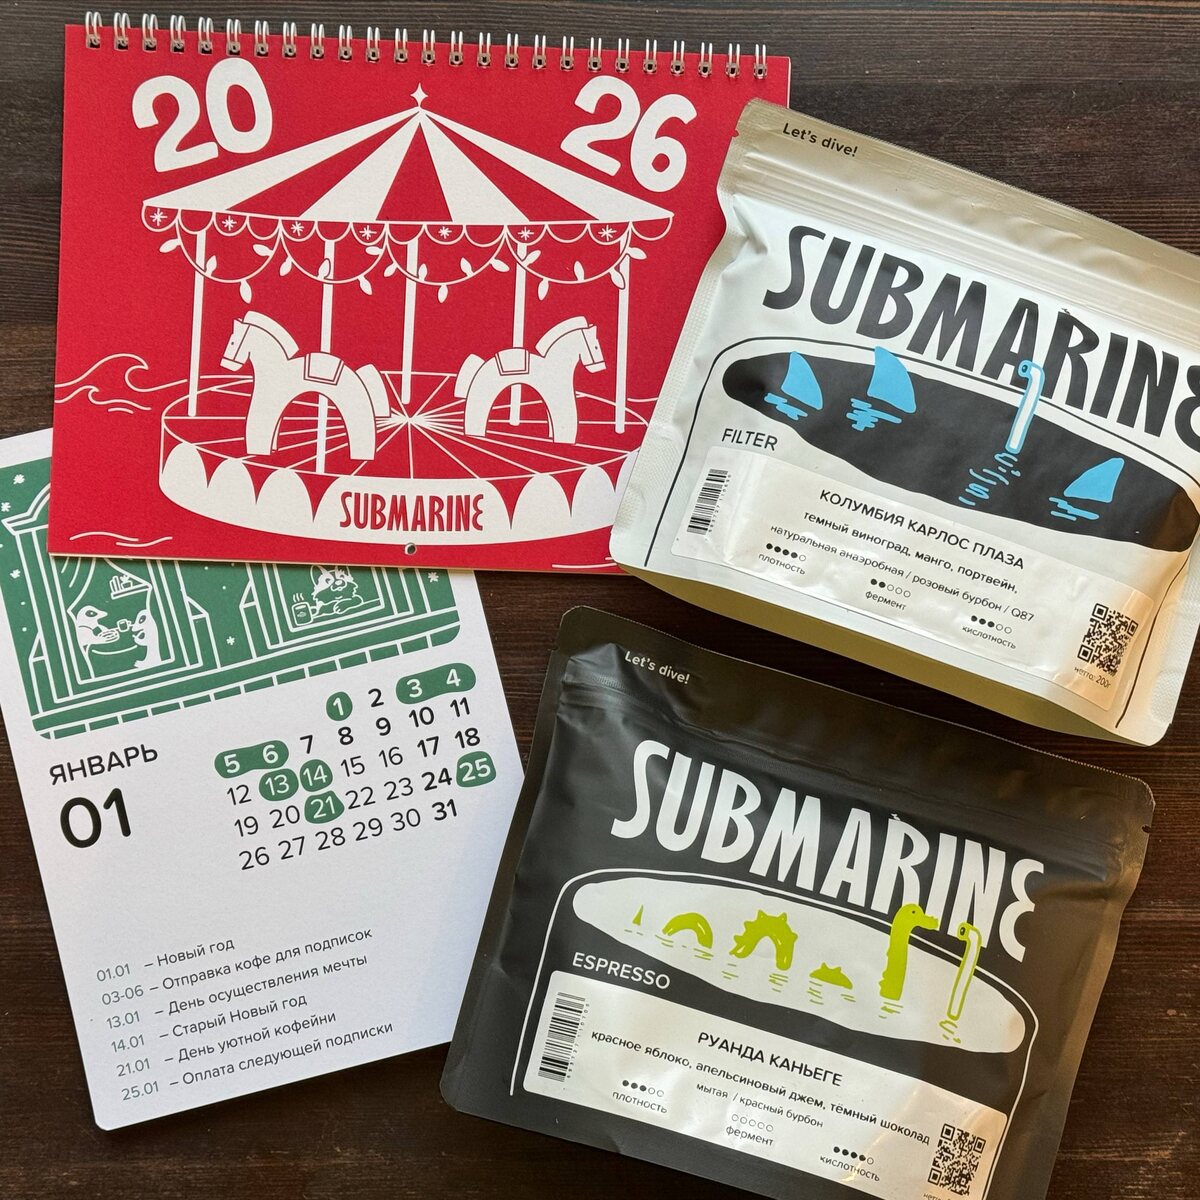 20 26
SUBMARINE
Let's dive!
SUBMARINE
FILTER
КОЛУМБИЯ КАРЛОС ПЛАЗА
темный виноград, манго, портвейн,
натуральная анаэробная / розовый бурбон / Q87
плотность
фермент
кислотность
нетто: 200г
ЯНВАРЬ
01
1 2 3 4
5 6 7 8 9 10 11
12 13 14 15 16 17 18
19 20 21 22 23 24 25
26 27 28 29 30 31
01.01 – Новый год
03-06 – Отправка кофе для подписок
13.01 – День осуществления мечты
14.01 – Старый Новый год
21.01 – День уютной кофейни
25.01 – Оплата следующей подписки
Let's dive!
SUBMARINE
ESPRESSO
РУАНДА КАНЬЕГЕ
красное яблоко, апельсиновый джем, тёмный шоколад
мытая / красный бурбон
плотность
фермент
кислотность